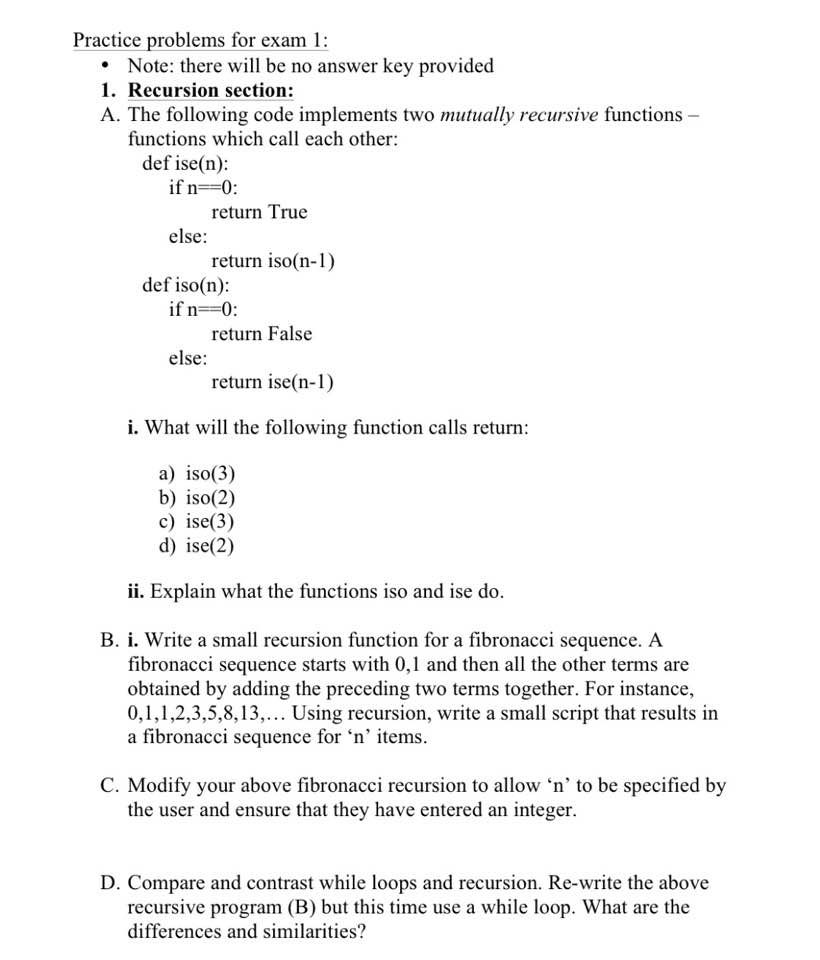 Practice problems for exam 1:
• Note: there will be no answer key provided
1. Recursion section:
A. The following code implements two mutually recursive functions –
functions which call each other:
def ise(n):
if n==0:
return True
else:
return iso(n-1)
def iso(n):
if n==0:
return False
else:
return ise(n-1)
i. What will the following function calls return:
a) iso(3)
b) iso(2)
c) ise(3)
d) ise(2)
ii. Explain what the functions iso and ise do.
B. i. Write a small recursion function for a fibonacci sequence. A
fibonacci sequence starts with 0,1 and then all the other terms are
obtained by adding the preceding two terms together. For instance,
0,1,1,2,3,5,8,13,… Using recursion, write a small script that results in
a fibonacci sequence for ‘n’ items.
C. Modify your above fibonacci recursion to allow ‘n’ to be specified by
the user and ensure that they have entered an integer.
D. Compare and contrast while loops and recursion. Re-write the above
recursive program (B) but this time use a while loop. What are the
differences and similarities?